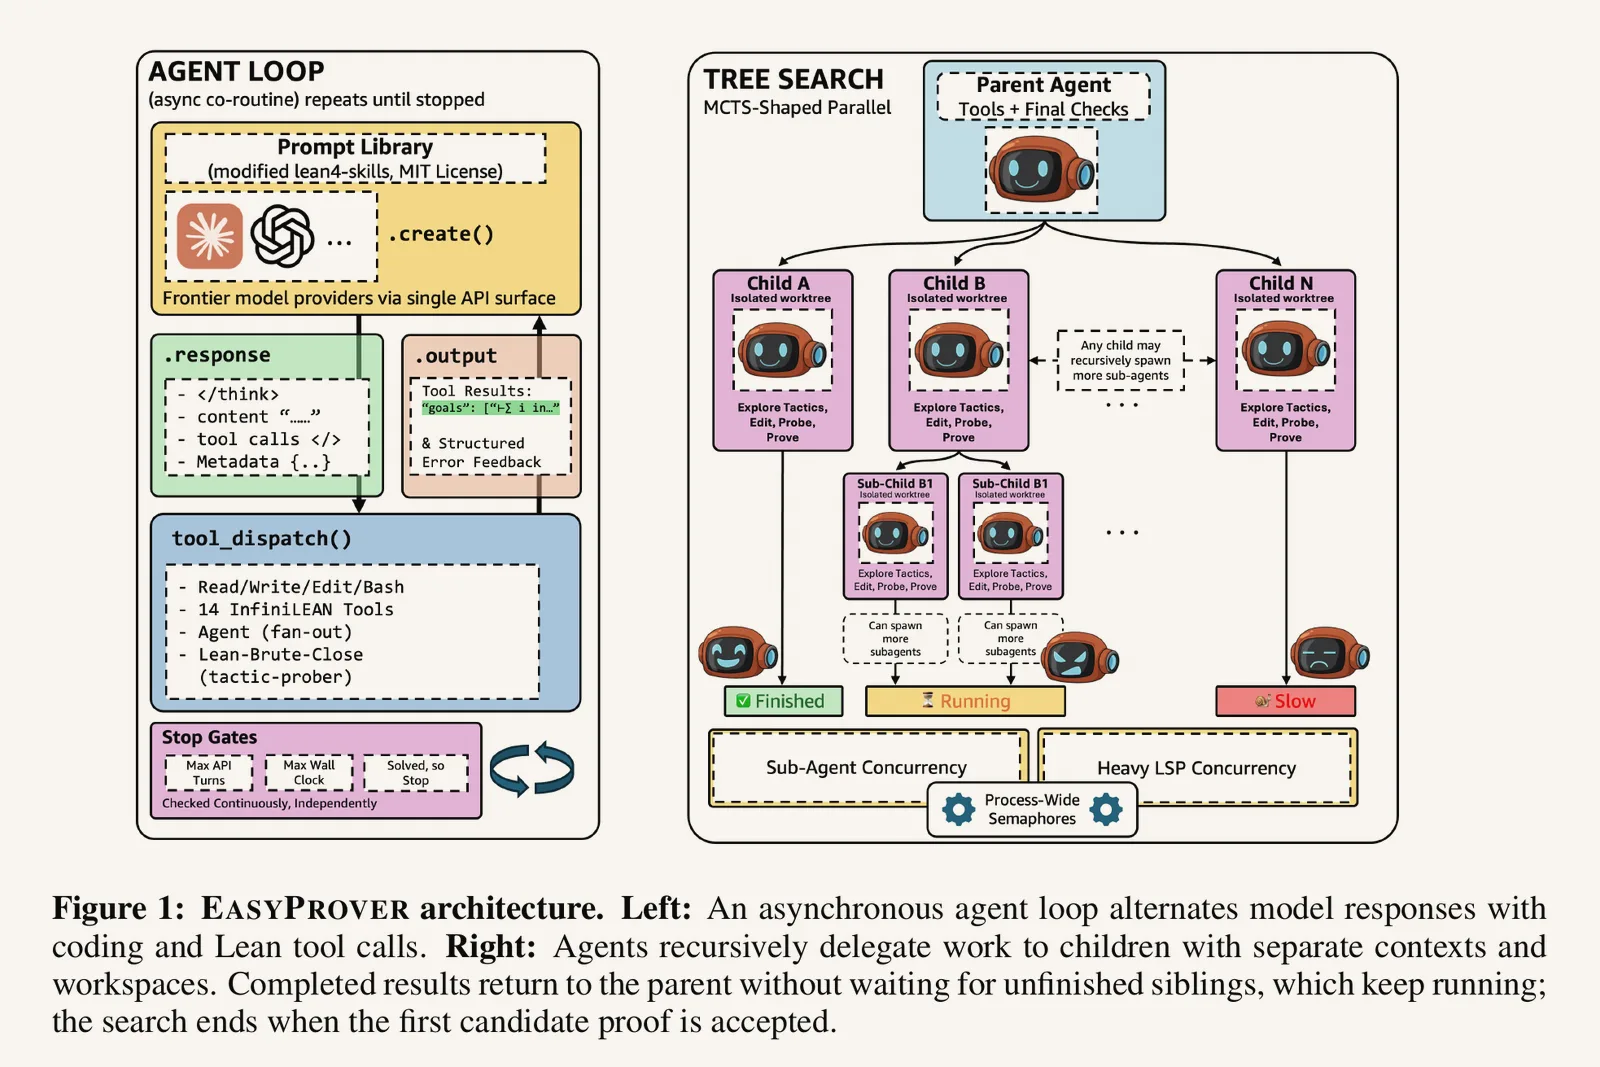 AGENT LOOP
(async co-routine) repeats until stopped
Prompt Library
(modified lean4-skills, MIT License)
...
.create()
Frontier model providers via single API surface
.response
- </think>
- content “……”
- tool calls </>
- Metadata {..}
.output
Tool Results:
“goals”: [“⊢∑ i in…”
& Structured
Error Feedback
tool_dispatch()
- Read/Write/Edit/Bash
- 14 InfiniLEAN Tools
- Agent (fan-out)
- Lean-Brute-Close
(tactic-prober)
Stop Gates
Max API
Turns
Max Wall
Clock
Solved, so
Stop
Checked Continuously, Independently
TREE SEARCH
MCTS-Shaped Parallel
Parent Agent
Tools + Final Checks
Child A
Isolated worktree
Explore Tactics,
Edit, Probe,
Prove
Child B
Isolated worktree
Explore Tactics,
Edit, Probe,
Prove
Any child may
recursively spawn
more sub-agents
...
Child N
Isolated worktree
Explore Tactics,
Edit, Probe,
Prove
Sub-Child B1
Isolated worktree
Explore Tactics,
Edit, Probe, Prove
Sub-Child B1
Isolated worktree
Explore Tactics,
Edit, Probe, Prove
...
Can spawn
more
subagents
Can spawn
more
subagents
✅ Finished
⏳ Running
🐌 Slow
Sub-Agent Concurrency
Heavy LSP Concurrency
Process-Wide
Semaphores
Figure 1: EASYPROVER architecture. Left: An asynchronous agent loop alternates model responses with
coding and Lean tool calls. Right: Agents recursively delegate work to children with separate contexts and
workspaces. Completed results return to the parent without waiting for unfinished siblings, which keep running;
the search ends when the first candidate proof is accepted.